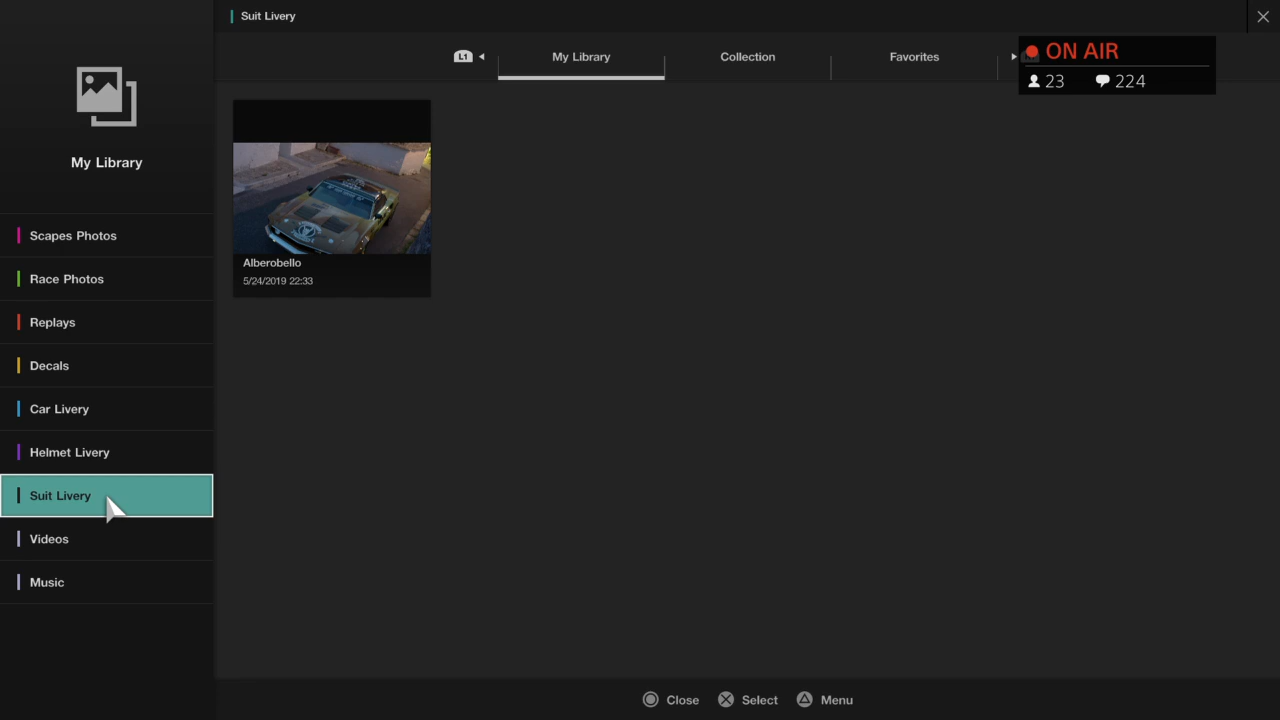 Suit Livery
L1
My Library
Collection
Favorites
ON AIR
23
224
My Library
Scapes Photos
Race Photos
Replays
Decals
Car Livery
Helmet Livery
Suit Livery
Videos
Music
Alberobello
5/24/2019 22:33
Close
Select
Menu